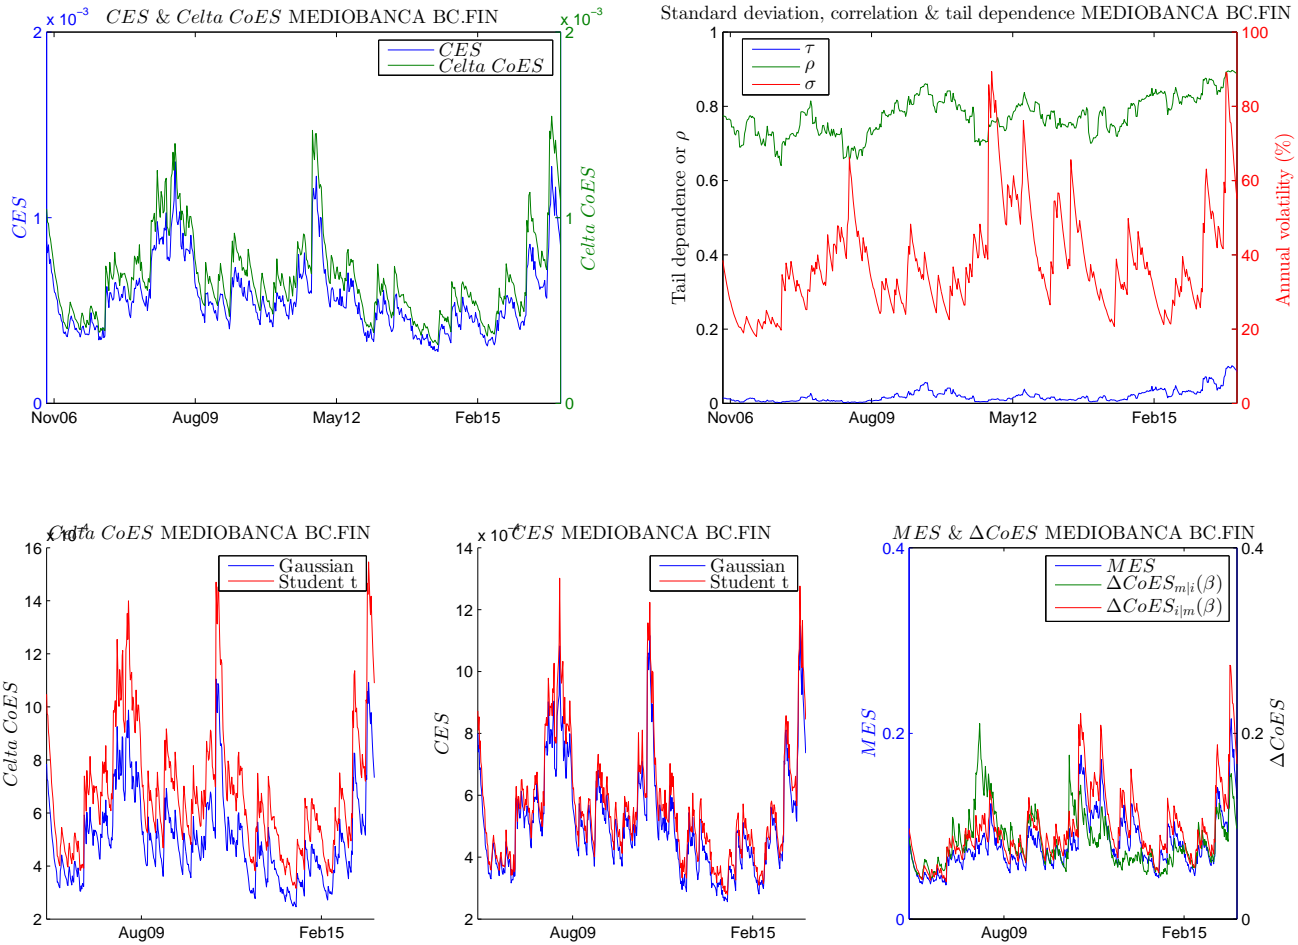 CES & Celta CoES MEDIOBANCA BC.FIN
x 10⁻³
x 10⁻³
2
1
0
CES
2
1
0
Celta CoES
CES
Celta CoES
Nov06
Aug09
May12
Feb15
Standard deviation, correlation & tail dependence MEDIOBANCA BC.FIN
1
0.8
0.6
0.4
0.2
0
Tail dependence or ρ
100
80
60
40
20
0
Annual volatility (%)
τ
ρ
σ
Nov06
Aug09
May12
Feb15
Celta CoES MEDIOBANCA BC.FIN
16
14
12
10
8
6
4
2
Celta CoES
Gaussian
Student t
Aug09
Feb15
CES MEDIOBANCA BC.FIN
x 10⁻⁴
14
12
10
8
6
4
2
CES
Gaussian
Student t
Aug09
Feb15
MES & ΔCoES MEDIOBANCA BC.FIN
0.4
0.2
0
MES
0.4
0.2
0
ΔCoES
MES
ΔCoES_{m|i}(β)
ΔCoES_{i|m}(β)
Aug09
Feb15